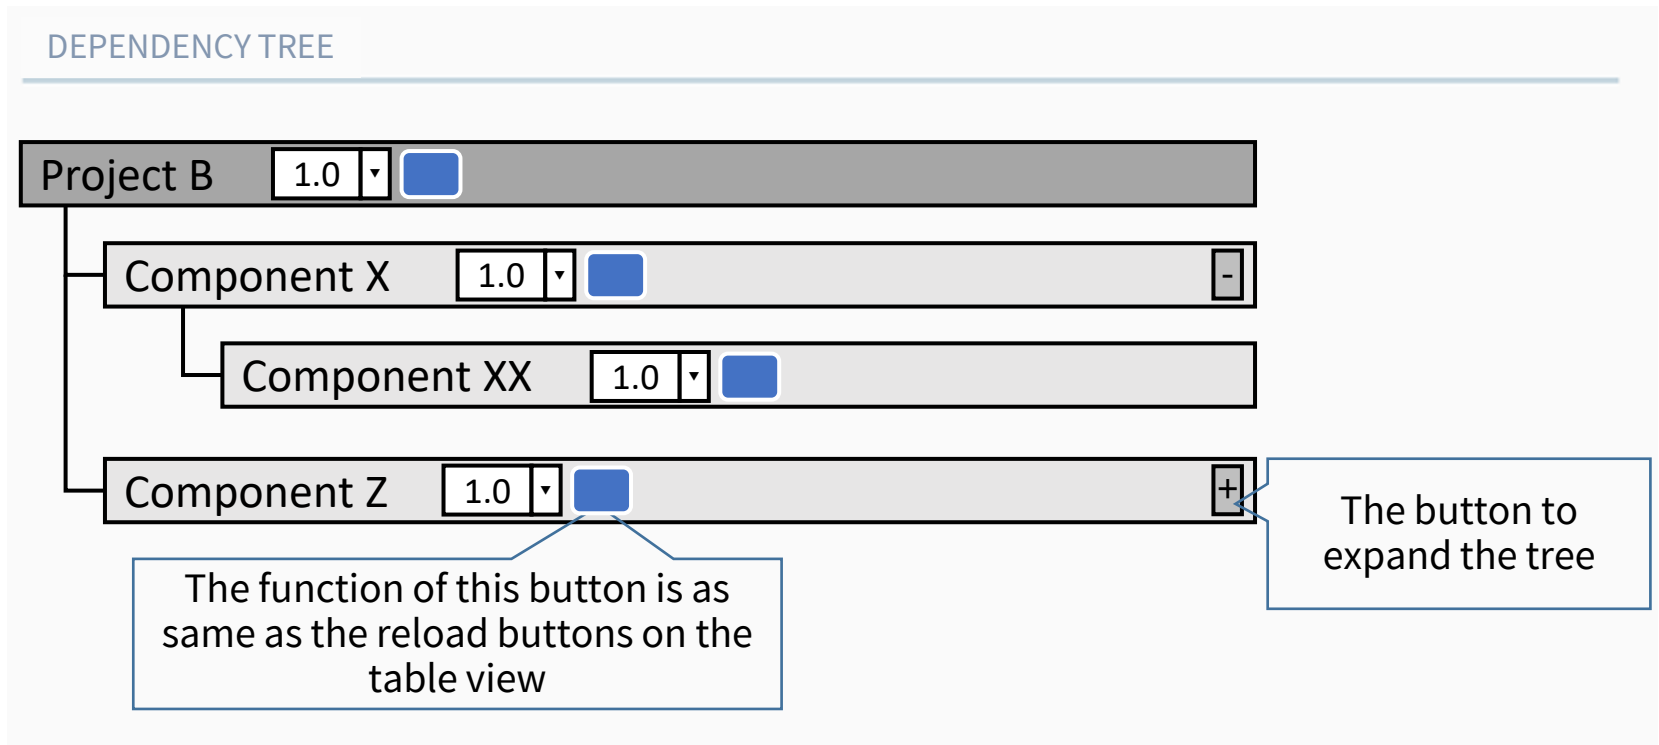 DEPENDENCY TREE
Project B 1.0
Component X 1.0 -
Component XX 1.0
Component Z 1.0 +
The button to
expand the tree
The function of this button is as
same as the reload buttons on the
table view